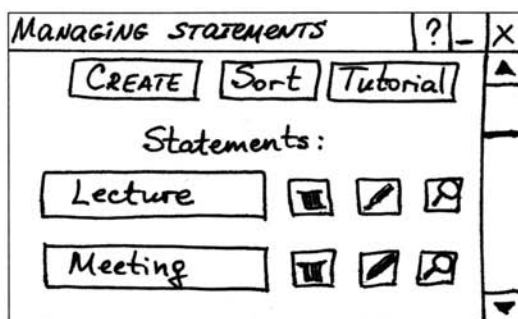 MANAGING STATEMENTS ? _ X
CREATE Sort Tutorial
Statements:
Lecture
Meeting